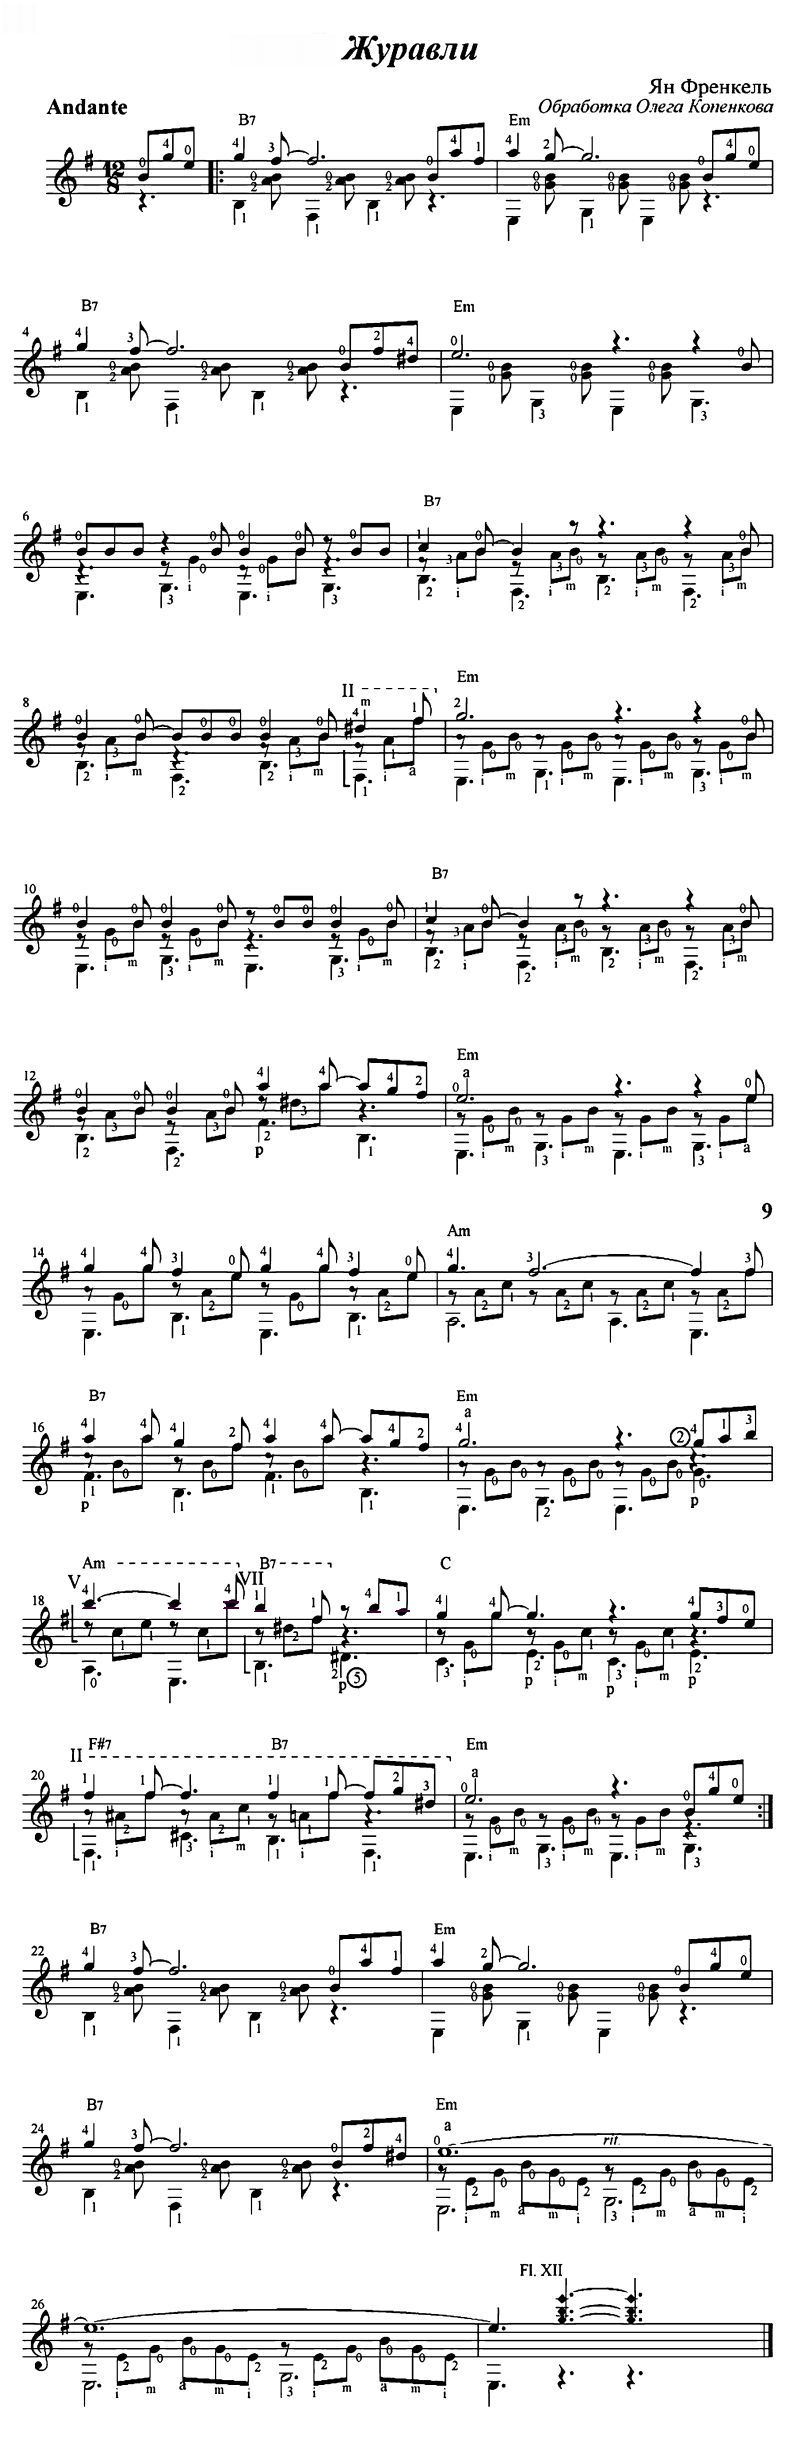 Журавли
Ян Френкель
Andante
Обработка Олега Копенкова
B7 Em
4 B7 Em
6 B7
8 II Em
10 B7
12 Em
9
14 Am
16 B7 Em
18 V Am VII B7 C
20 II F#7 B7 Em
22 B7 Em
24 B7 Em
rit.
26 Fl. XII